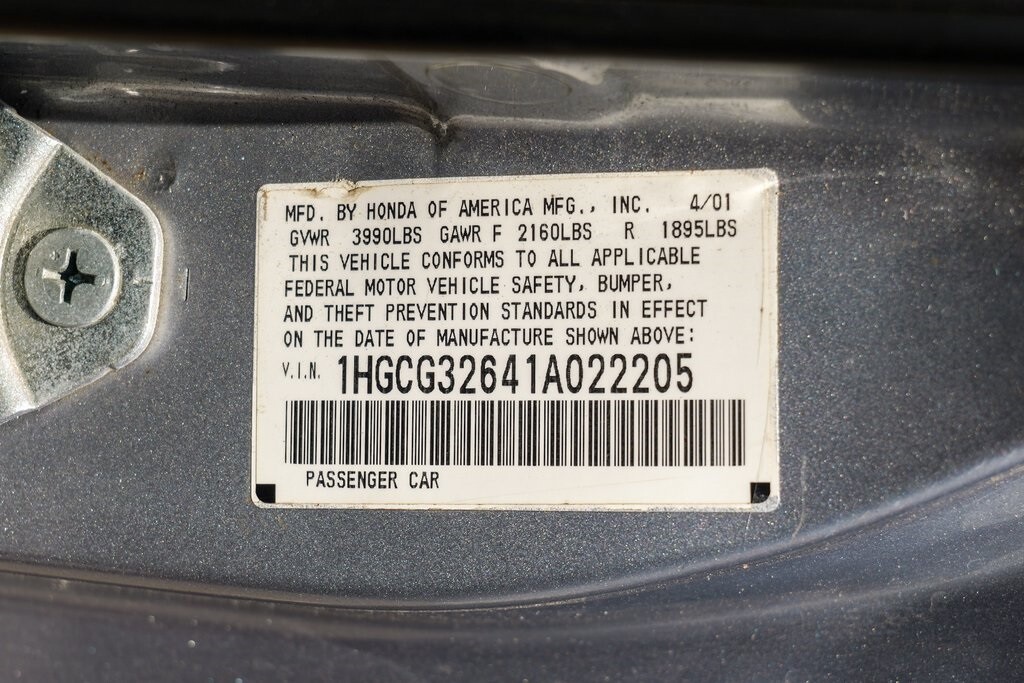 MFD. BY HONDA OF AMERICA MFG., INC. 4/01
GVWR 3990LBS GAWR F 2160LBS R 1895LBS
THIS VEHICLE CONFORMS TO ALL APPLICABLE
FEDERAL MOTOR VEHICLE SAFETY, BUMPER,
AND THEFT PREVENTION STANDARDS IN EFFECT
ON THE DATE OF MANUFACTURE SHOWN ABOVE:
V.I.N. 1HGCG32641A022205
PASSENGER CAR